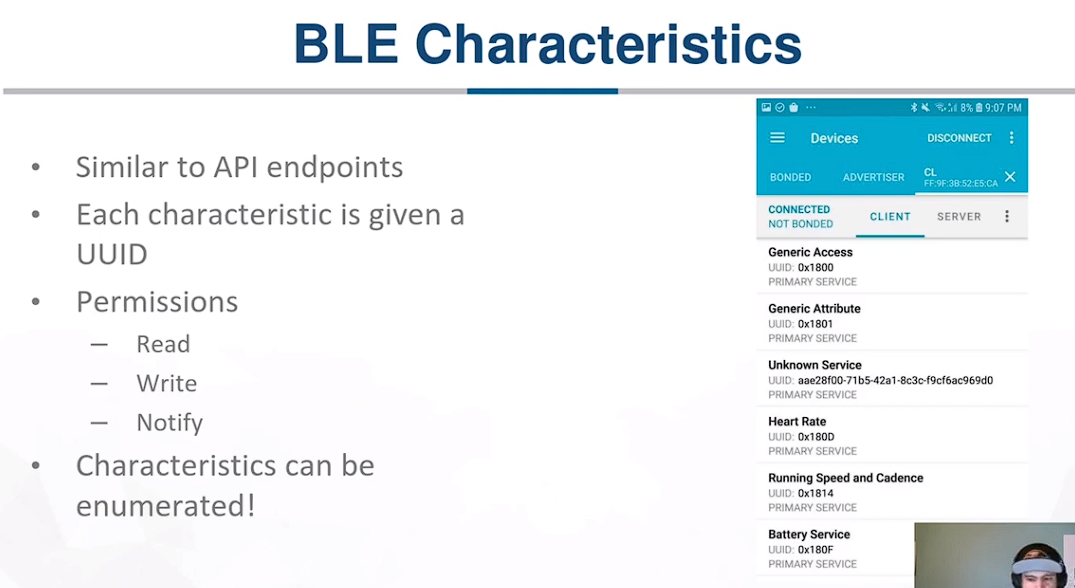 BLE Characteristics
• Similar to API endpoints
• Each characteristic is given a
UUID
• Permissions
– Read
– Write
– Notify
• Characteristics can be
enumerated!
... 8% 9:07 PM
Devices DISCONNECT
BONDED ADVERTISER CL
FF:9F:3B:52:E5:CA
CONNECTED
NOT BONDED
CLIENT SERVER
Generic Access
UUID: 0x1800
PRIMARY SERVICE
Generic Attribute
UUID: 0x1801
PRIMARY SERVICE
Unknown Service
UUID: aae28f00-71b5-42a1-8c3c-f9cf6ac969d0
PRIMARY SERVICE
Heart Rate
UUID: 0x180D
PRIMARY SERVICE
Running Speed and Cadence
UUID: 0x1814
PRIMARY SERVICE
Battery Service
UUID: 0x180F
PRIMARY SERVICE